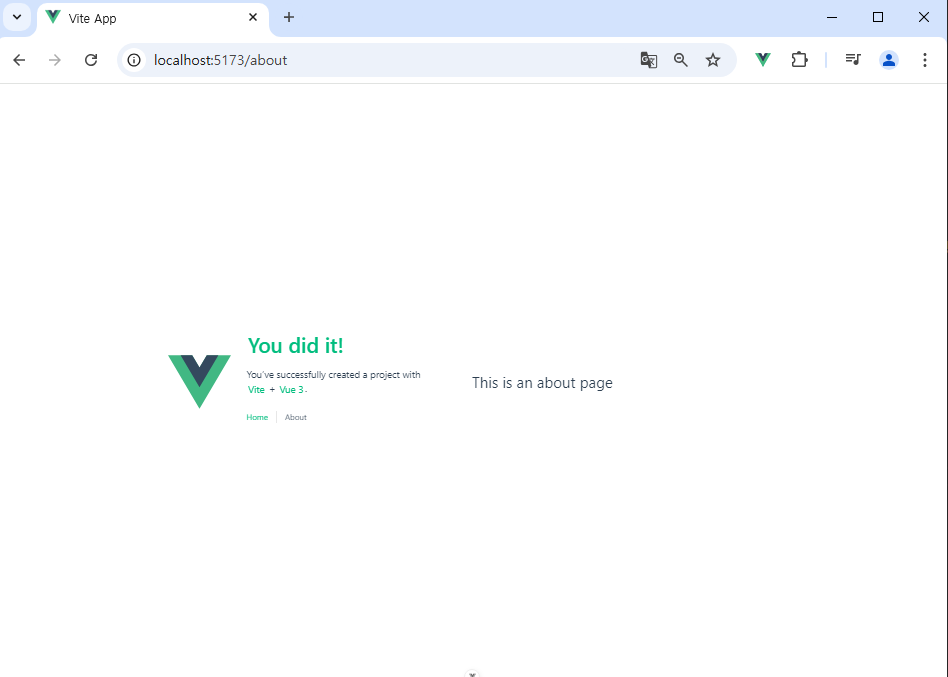 Vite App
localhost:5173/about
You did it!
You've successfully created a project with
Vite + Vue 3.
Home
About
This is an about page